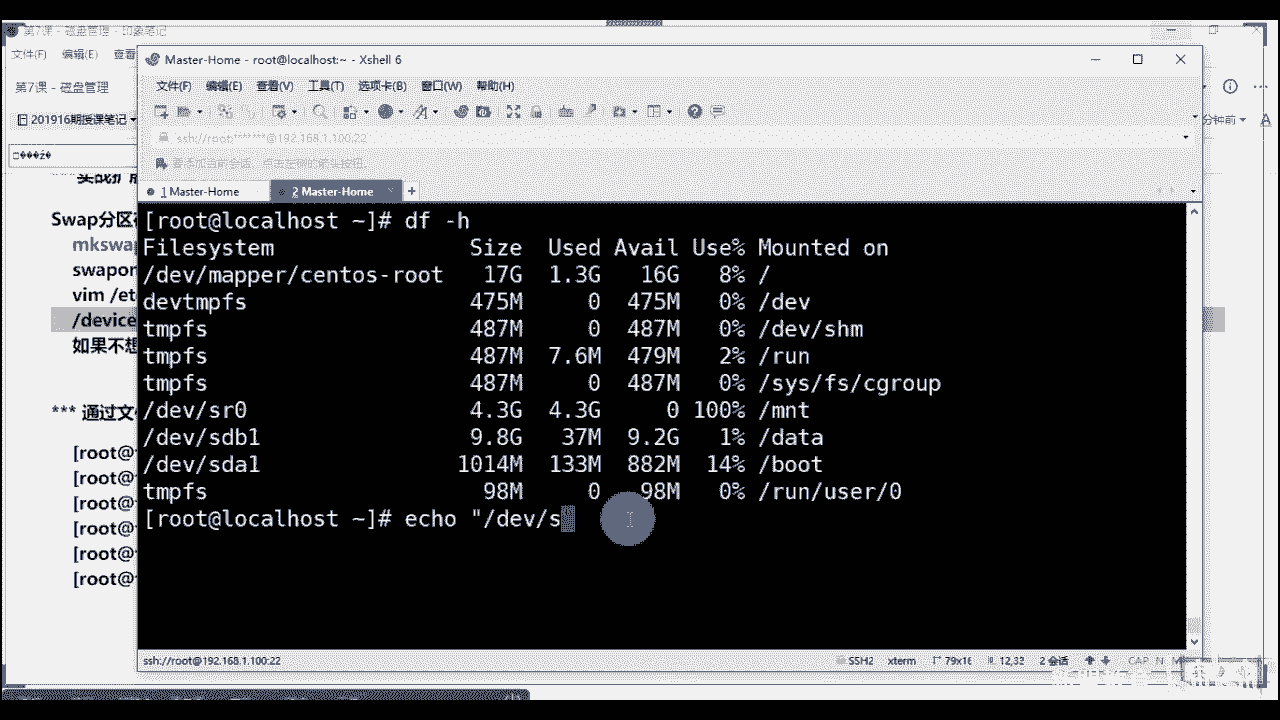 第7课 - 磁盘管理 - 印象笔记
文件(F) 编辑(E) 查看
第7课 - 磁盘管理
201916期授课笔记
分钟前
Master-Home - root@localhost:~ - Xshell 6
文件(F) 编辑(E) 查看(V) 工具(T) 选项卡(B) 窗口(W) 帮助(H)
ssh://root:*******@192.168.1.100:22
要添加当前会话,点击左侧的箭头按钮。
1 Master-Home 2 Master-Home +
Swap分区
mkswap
swapon
vim /etc
/device
如果不想
*** 通过文件
[root@
[root@
[root@
[root@
[root@
[root@
[root@localhost ~]# df -h
Filesystem Size Used Avail Use% Mounted on
/dev/mapper/centos-root 17G 1.3G 16G 8% /
devtmpfs 475M 0 475M 0% /dev
tmpfs 487M 0 487M 0% /dev/shm
tmpfs 487M 7.6M 479M 2% /run
tmpfs 487M 0 487M 0% /sys/fs/cgroup
/dev/sr0 4.3G 4.3G 0 100% /mnt
/dev/sdb1 9.8G 37M 9.2G 1% /data
/dev/sda1 1014M 133M 882M 14% /boot
tmpfs 98M 0 98M 0% /run/user/0
[root@localhost ~]# echo "/dev/s
ssh://root@192.168.1.100:22 SSH2 xterm 79x16 12,32 2 会话 CAP NUM